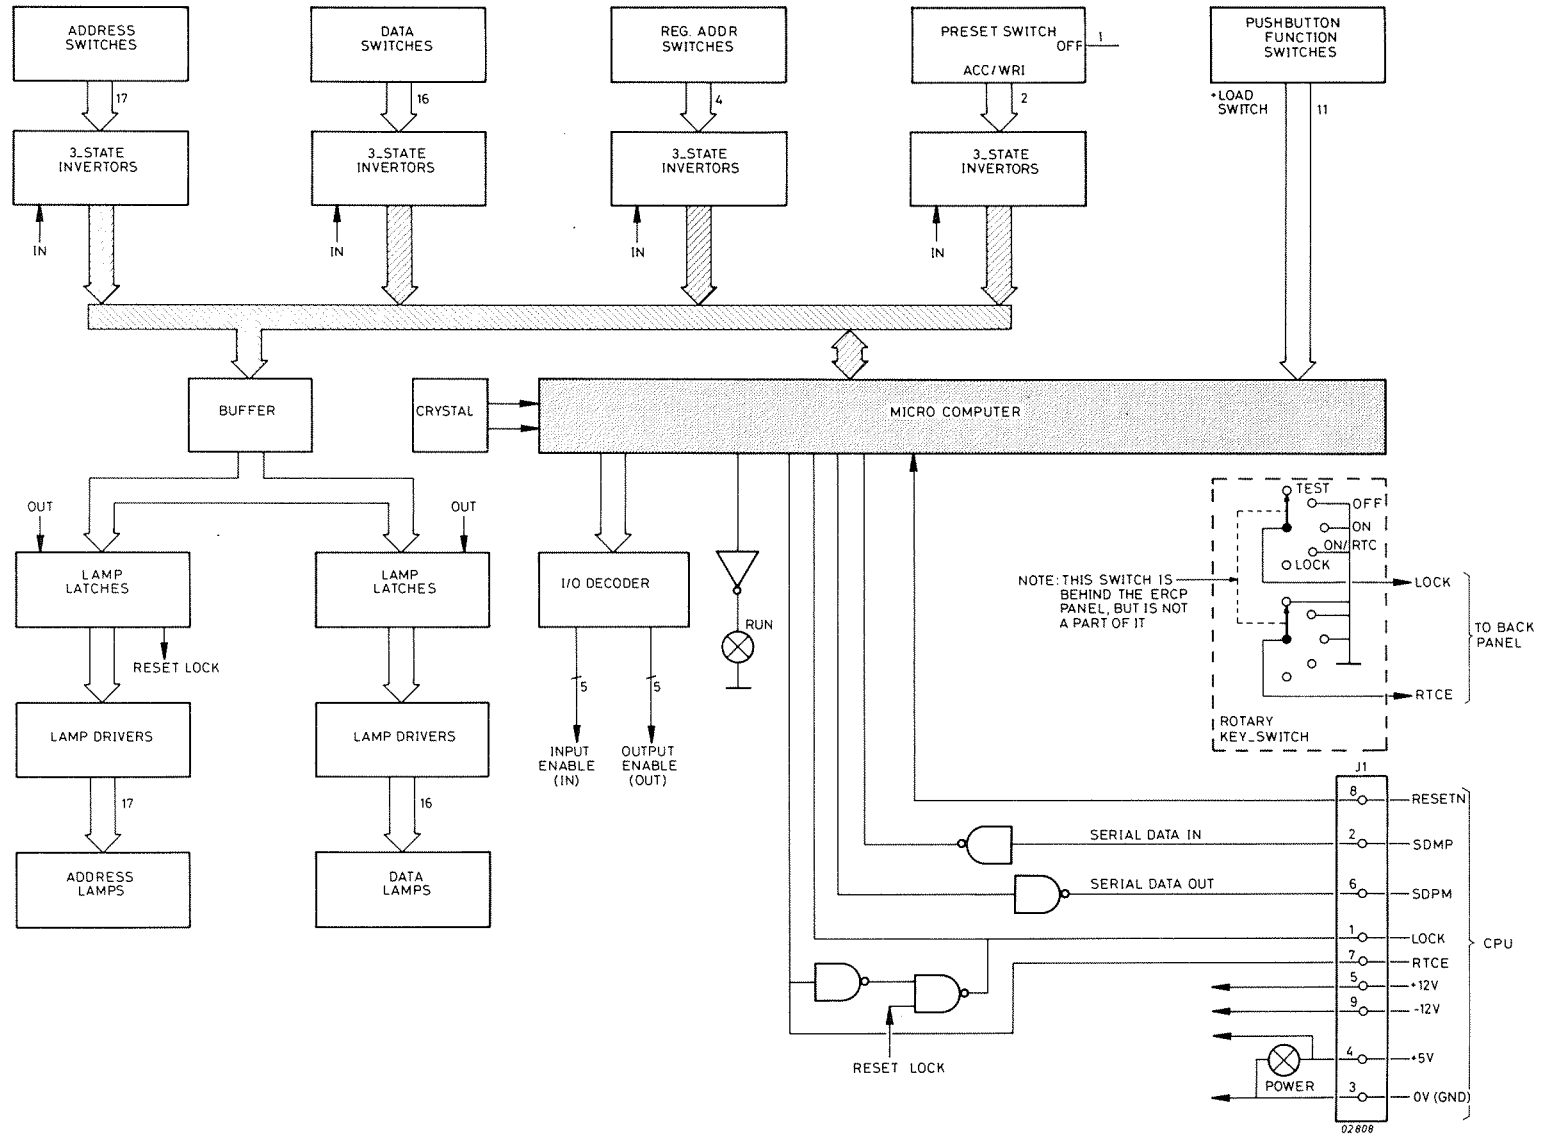 ADDRESS
SWITCHES
DATA
SWITCHES
REG. ADDR
SWITCHES
PRESET SWITCH
OFF
1
ACC/WRI
PUSHBUTTON
FUNCTION
SWITCHES
17
16
4
2
+LOAD
SWITCH
11
3_STATE
INVERTORS
3_STATE
INVERTORS
3_STATE
INVERTORS
3_STATE
INVERTORS
IN
IN
IN
IN
BUFFER
CRYSTAL
MICRO COMPUTER
OUT
OUT
LAMP
LATCHES
LAMP
LATCHES
I/O DECODER
RESET LOCK
RUN
5
5
LAMP DRIVERS
LAMP DRIVERS
INPUT
ENABLE
(IN)
OUTPUT
ENABLE
(OUT)
17
16
ADDRESS
LAMPS
DATA
LAMPS
TEST
OFF
ON
ON/RTC
LOCK
NOTE: THIS SWITCH IS
BEHIND THE ERCP
PANEL, BUT IS NOT
A PART OF IT
LOCK
TO BACK
PANEL
RTCE
ROTARY
KEY_SWITCH
J1
8
RESETN
SERIAL DATA IN
2
SDMP
SERIAL DATA OUT
6
SDPM
1
LOCK
CPU
7
RTCE
5
+12V
9
-12V
RESET LOCK
4
+5V
POWER
3
0V (GND)
02808